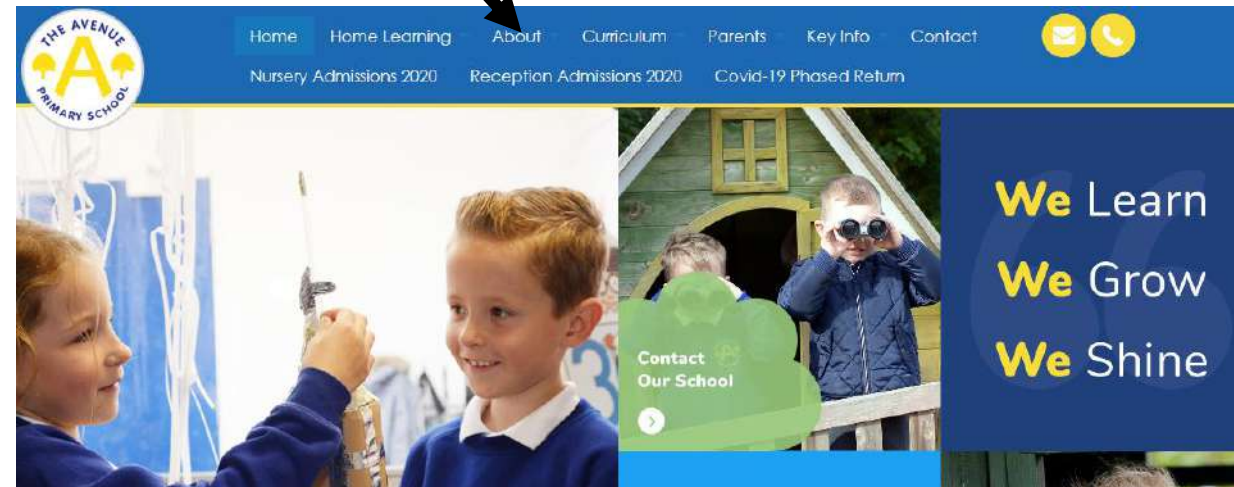 THE AVENUE
A
PRIMARY SCHOOL
Home Home Learning About Curriculum Parents Key Info Contact
Nursery Admissions 2020 Reception Admissions 2020 Covid-19 Phased Return
We Learn
We Grow
We Shine
Contact
Our School
3